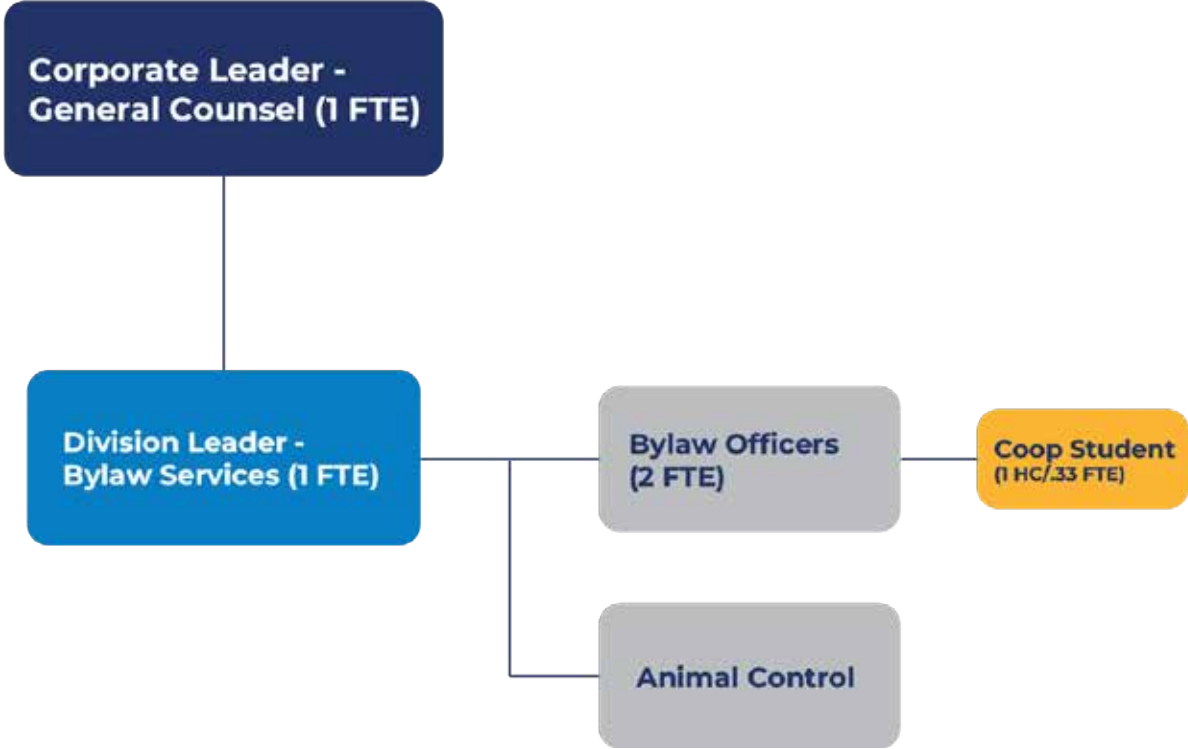 Corporate Leader -
General Counsel (1 FTE)
Division Leader -
Bylaw Services (1 FTE)
Bylaw Officers
(2 FTE)
Coop Student
(1 HC/.33 FTE)
Animal Control